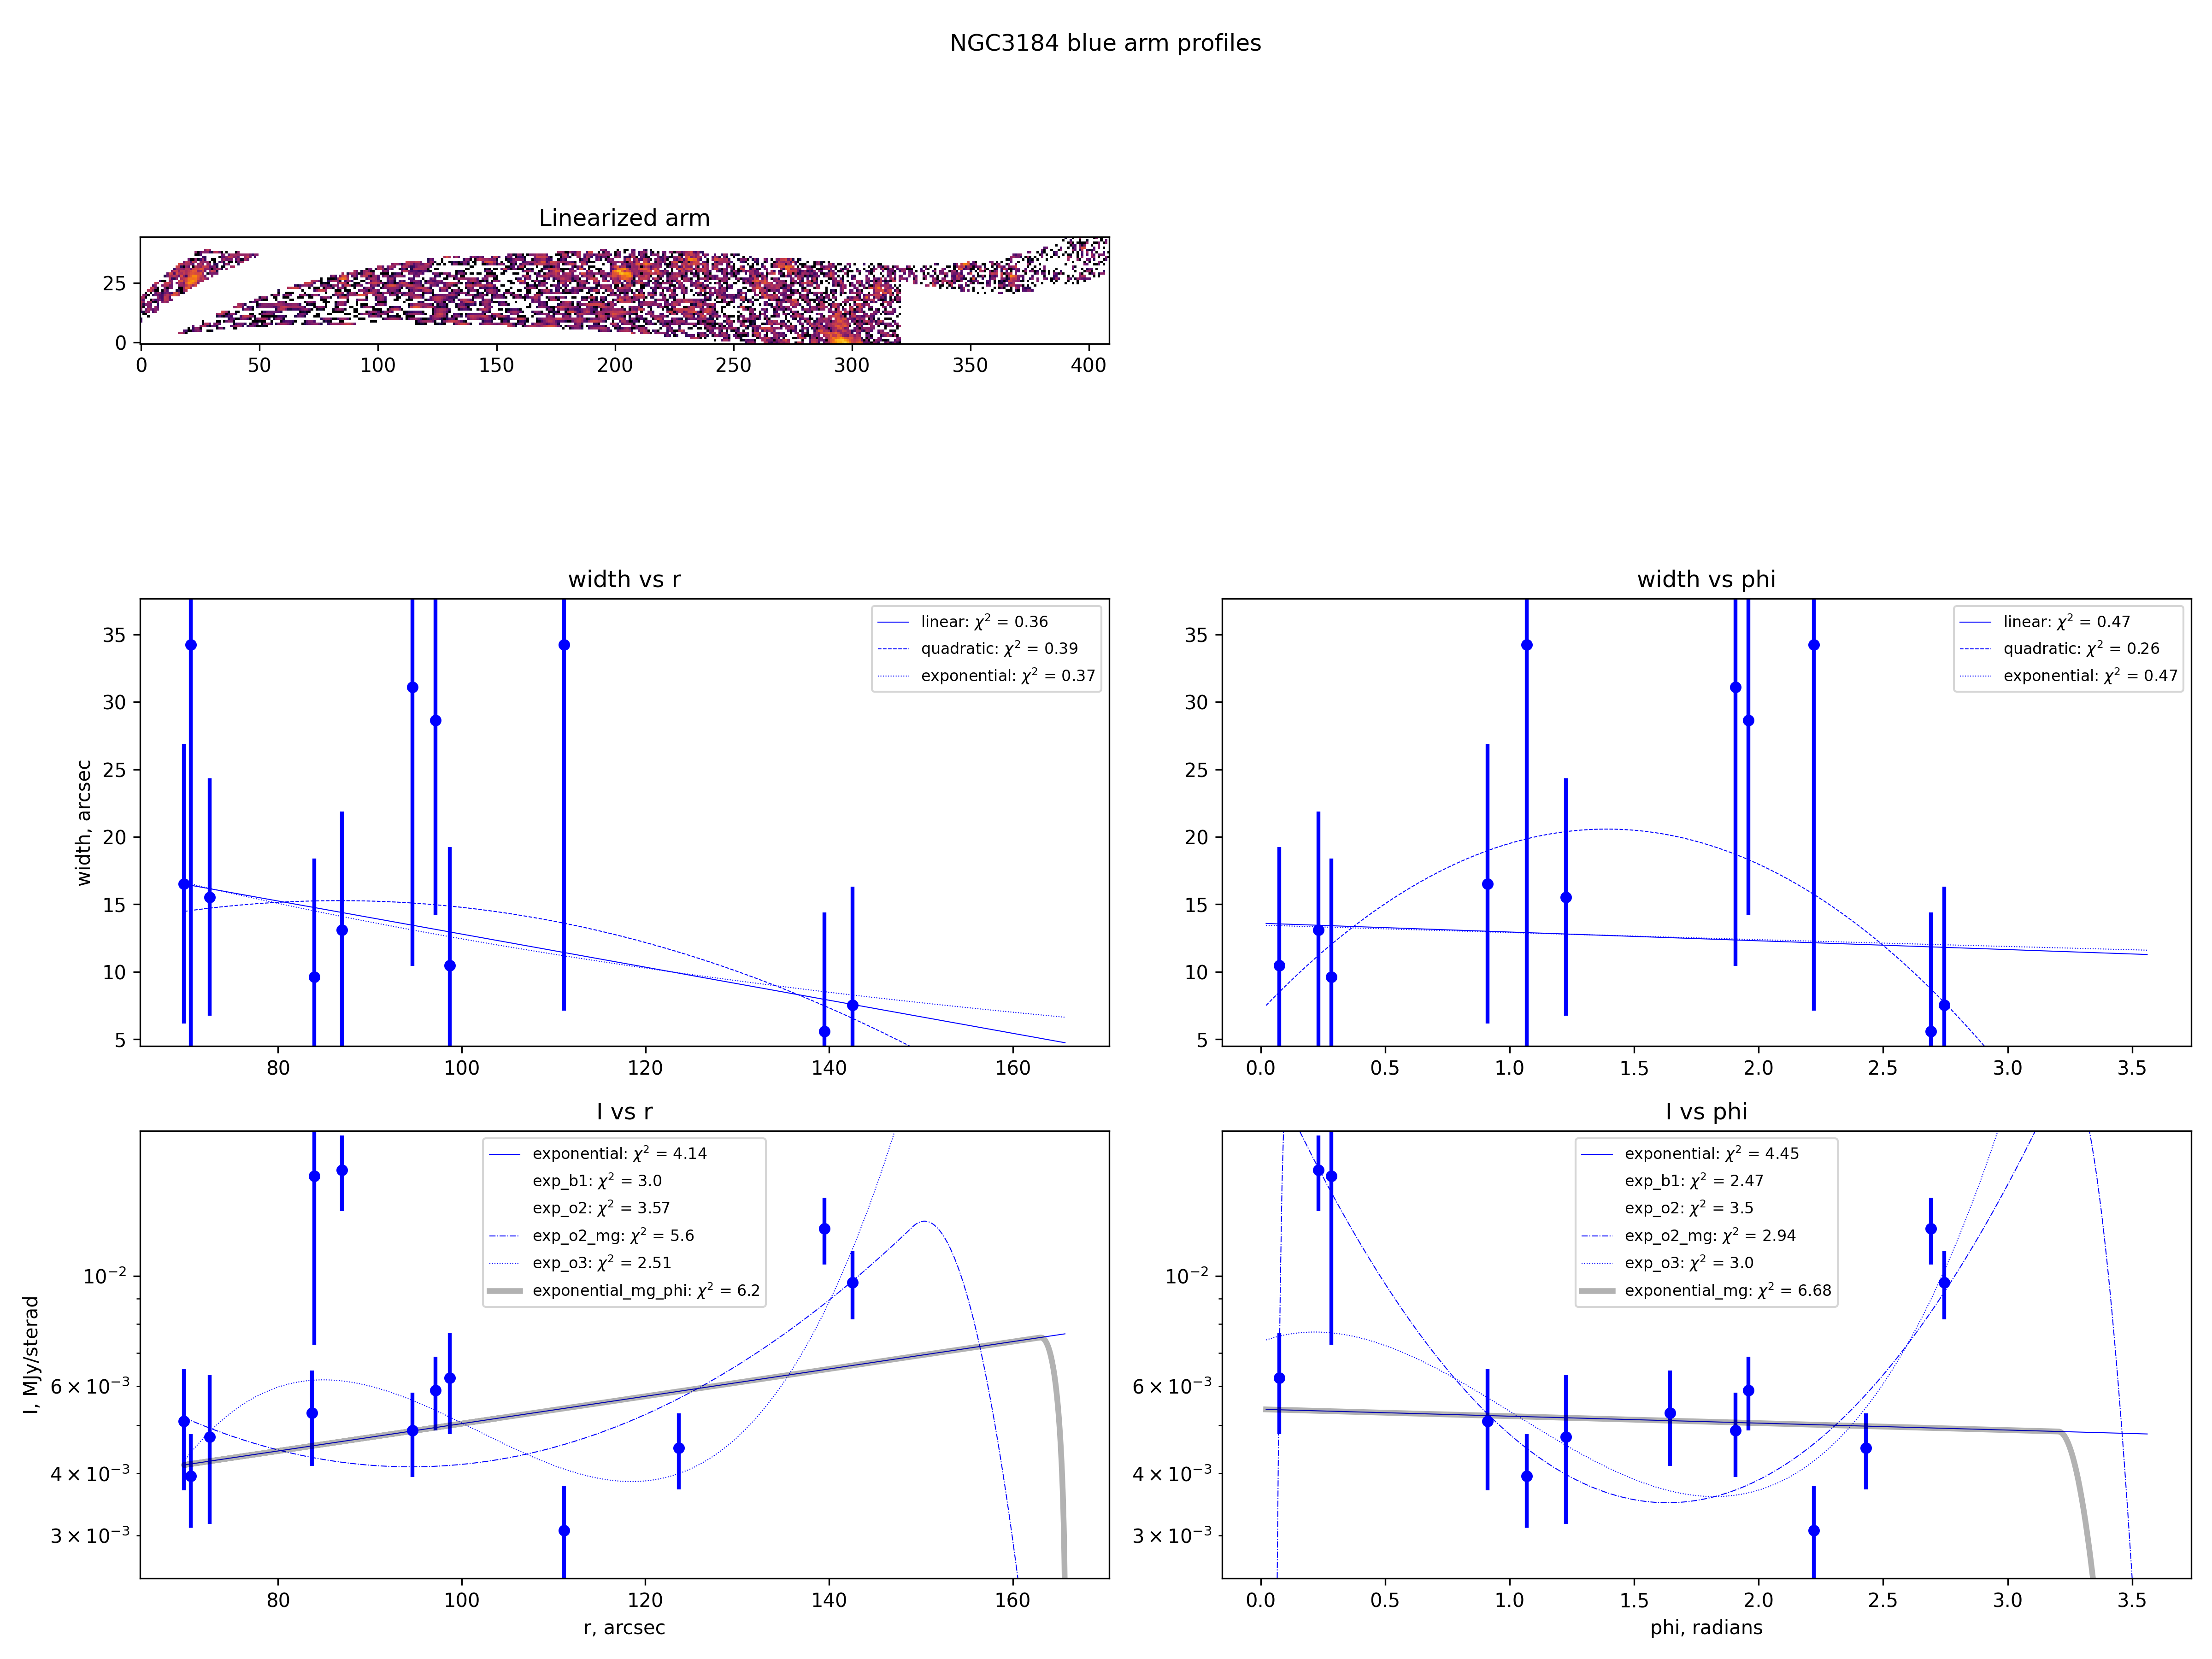 NGC3184 blue arm profiles
Linearized arm
25
0
0 50 100 150 200 250 300 350 400
width vs r
width, arcsec
35
30
25
20
15
10
5
80 100 120 140 160
linear: χ² = 0.36
quadratic: χ² = 0.39
exponential: χ² = 0.37
width vs phi
35
30
25
20
15
10
5
0.0 0.5 1.0 1.5 2.0 2.5 3.0 3.5
linear: χ² = 0.47
quadratic: χ² = 0.26
exponential: χ² = 0.47
I vs r
I, MJy/sterad
10⁻²
6 × 10⁻³
4 × 10⁻³
3 × 10⁻³
80 100 120 140 160
r, arcsec
exponential: χ² = 4.14
exp_b1: χ² = 3.0
exp_o2: χ² = 3.57
exp_o2_mg: χ² = 5.6
exp_o3: χ² = 2.51
exponential_mg_phi: χ² = 6.2
I vs phi
10⁻²
6 × 10⁻³
4 × 10⁻³
3 × 10⁻³
0.0 0.5 1.0 1.5 2.0 2.5 3.0 3.5
phi, radians
exponential: χ² = 4.45
exp_b1: χ² = 2.47
exp_o2: χ² = 3.5
exp_o2_mg: χ² = 2.94
exp_o3: χ² = 3.0
exponential_mg: χ² = 6.68